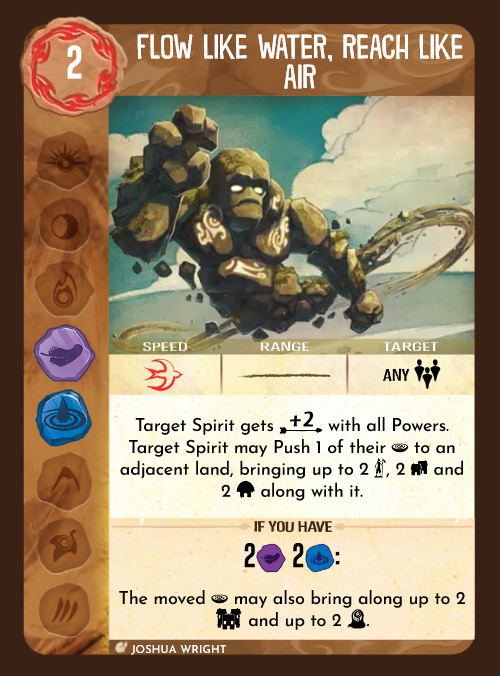 2
FLOW LIKE WATER, REACH LIKE
AIR
SPEED RANGE TARGET
ANY
Target Spirit gets +2 with all Powers.
Target Spirit may Push 1 of their to an
adjacent land, bringing up to 2 , 2 and
2 along with it.
IF YOU HAVE
2 2 :
The moved may also bring along up to 2
and up to 2 .
JOSHUA WRIGHT